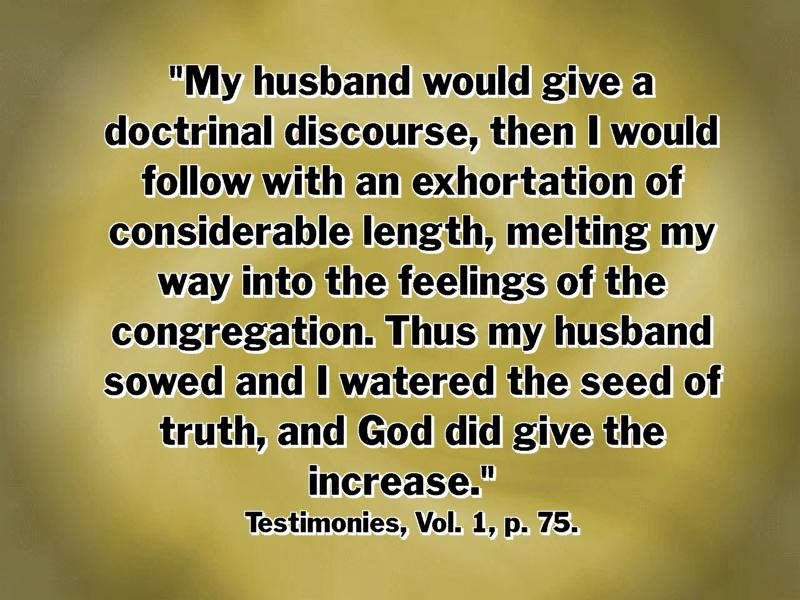 "My husband would give a
doctrinal discourse, then I would
follow with an exhortation of
considerable length, melting my
way into the feelings of the
congregation. Thus my husband
sowed and I watered the seed of
truth, and God did give the
increase."
Testimonies, Vol. 1, p. 75.